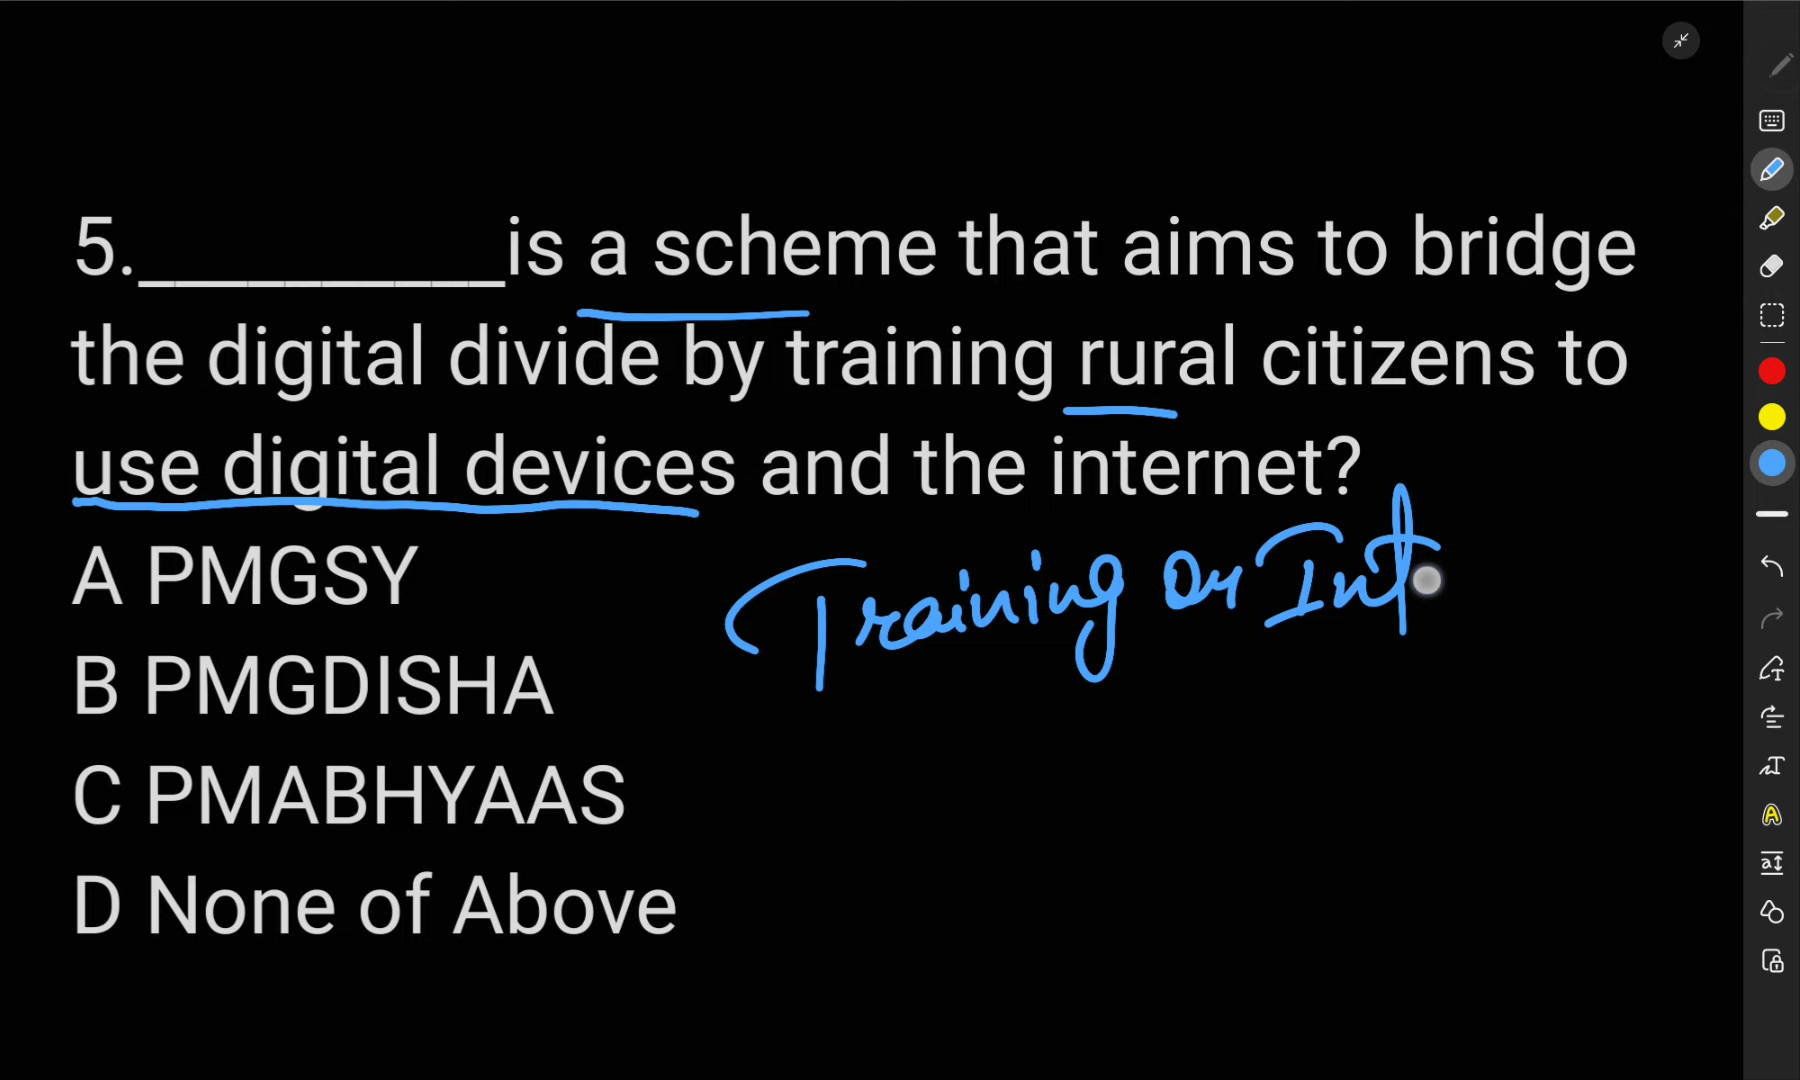 5.__________is a scheme that aims to bridge
the digital divide by training rural citizens to
use digital devices and the internet?
A PMGSY
Training on Int
B PMGDISHA
C PMABHYAAS
D None of Above